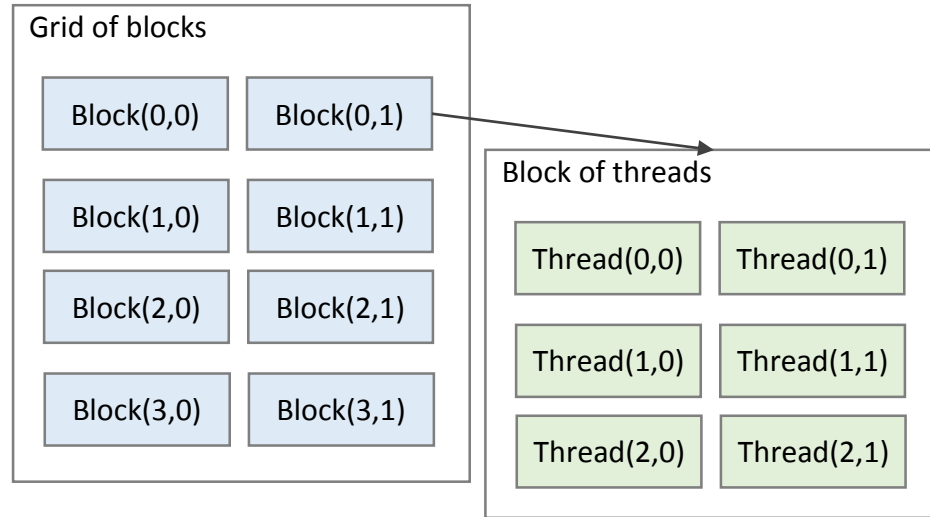 Grid of blocks
Block(0,0) Block(0,1)
Block(1,0) Block(1,1)
Block(2,0) Block(2,1)
Block(3,0) Block(3,1)
Block of threads
Thread(0,0) Thread(0,1)
Thread(1,0) Thread(1,1)
Thread(2,0) Thread(2,1)